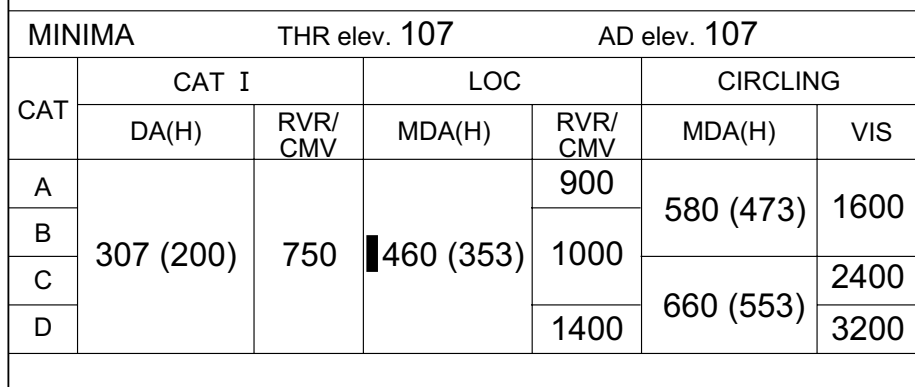 MINIMA THR elev. 107 AD elev. 107
CAT CAT I LOC CIRCLING
DA(H) RVR/CMV MDA(H) RVR/CMV MDA(H) VIS
A 307 (200) 750 460 (353) 900 580 (473) 1600
B 1000
C 660 (553) 2400
D 1400 3200